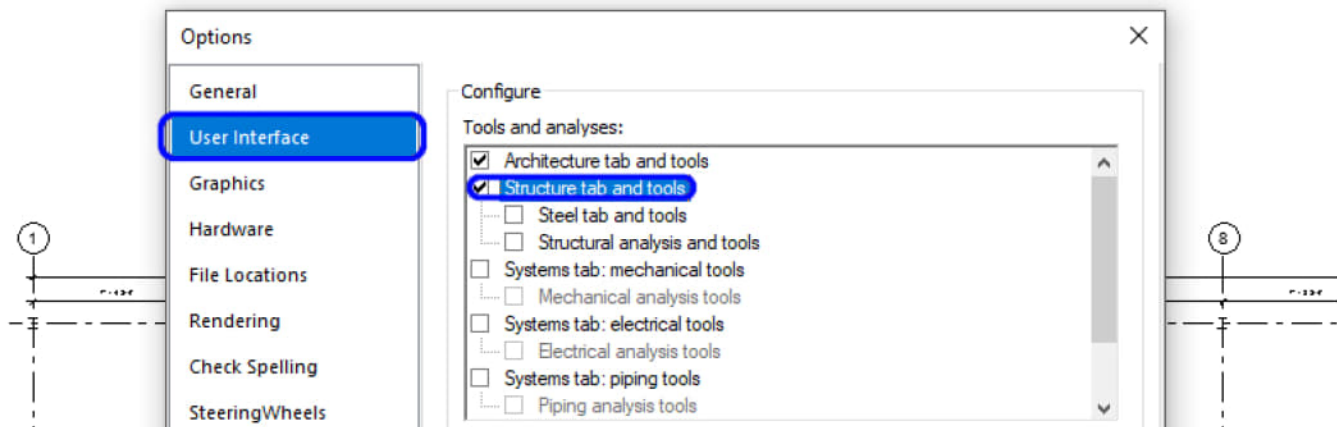 Options
General
User Interface
Graphics
Hardware
File Locations
Rendering
Check Spelling
SteeringWheels
Configure
Tools and analyses:
Architecture tab and tools
Structure tab and tools
Steel tab and tools
Structural analysis and tools
Systems tab: mechanical tools
Mechanical analysis tools
Systems tab: electrical tools
Electrical analysis tools
Systems tab: piping tools
Piping analysis tools
1
8